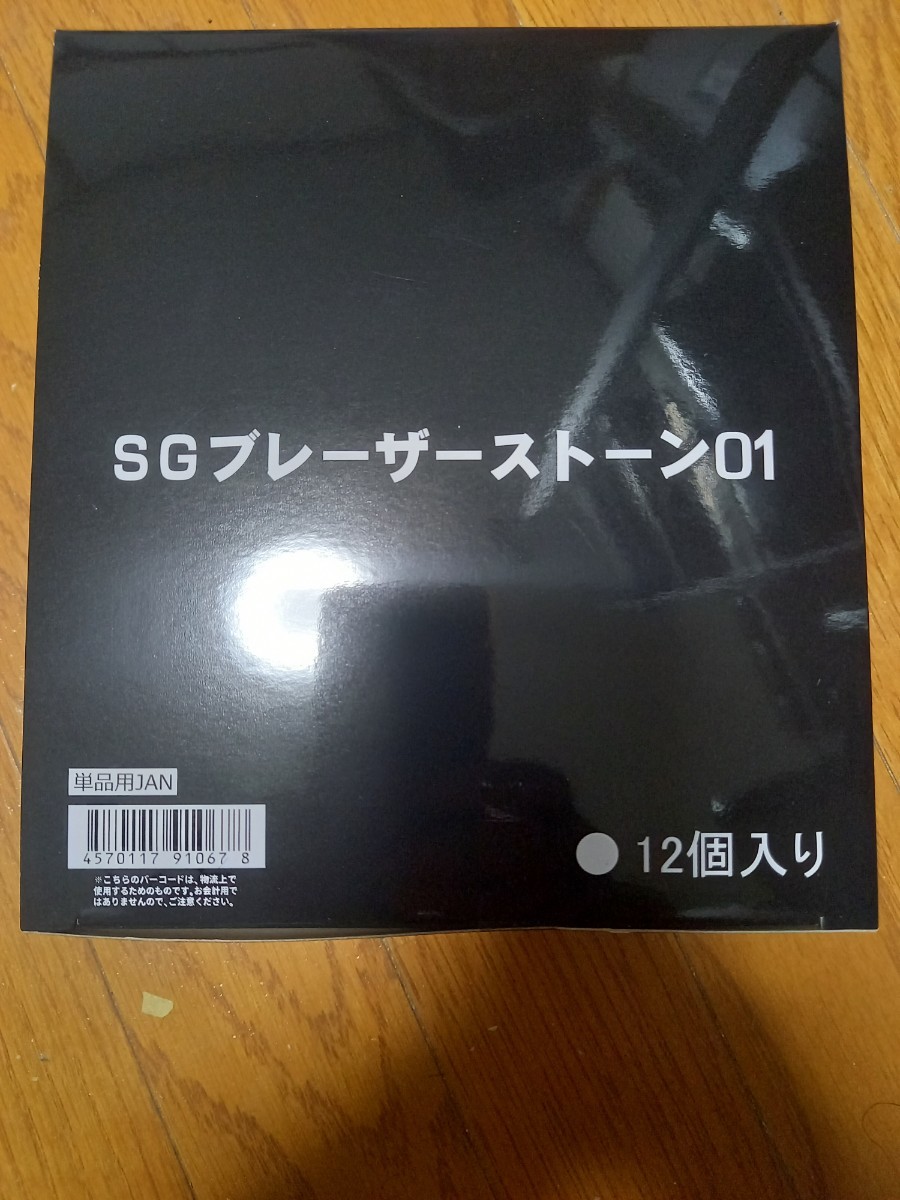 SGブレーザーストーン01
単品用JAN
4570117 91067 8
※こちらのバーコードは、物流上で
使用するためのものです。お会計用で
はありませんので、ご注意ください。
12個入り